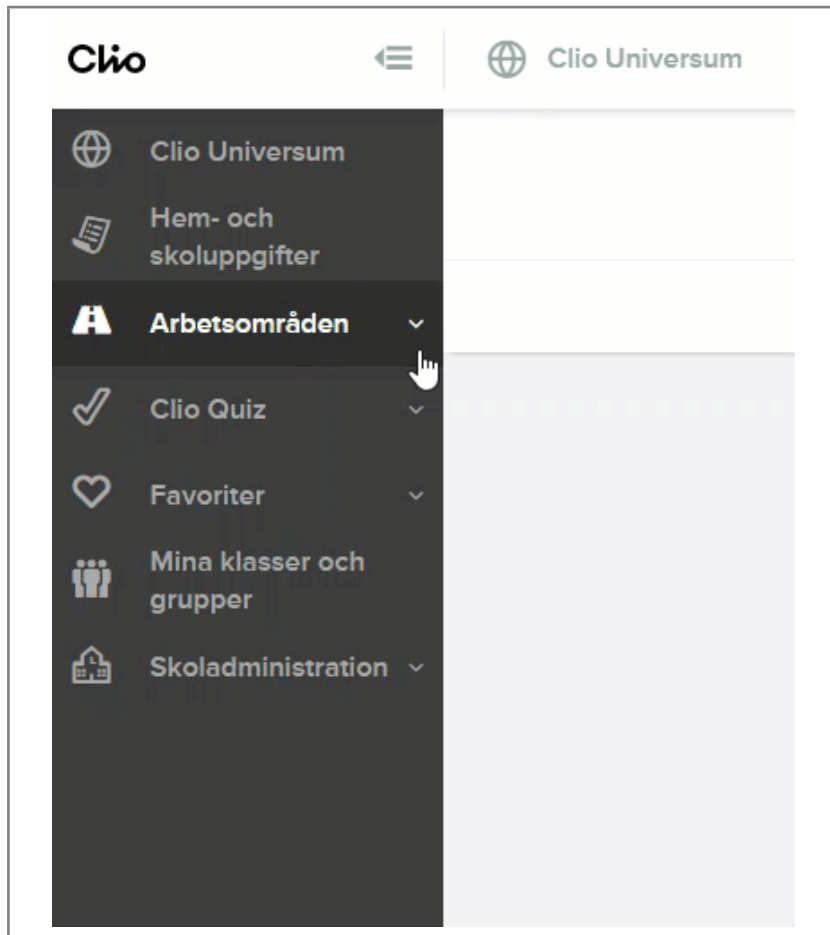 Clio
Clio Universum
Clio Universum
Hem- och
skoluppgifter
Arbetsområden
Clio Quiz
Favoriter
Mina klasser och
grupper
Skoladministration